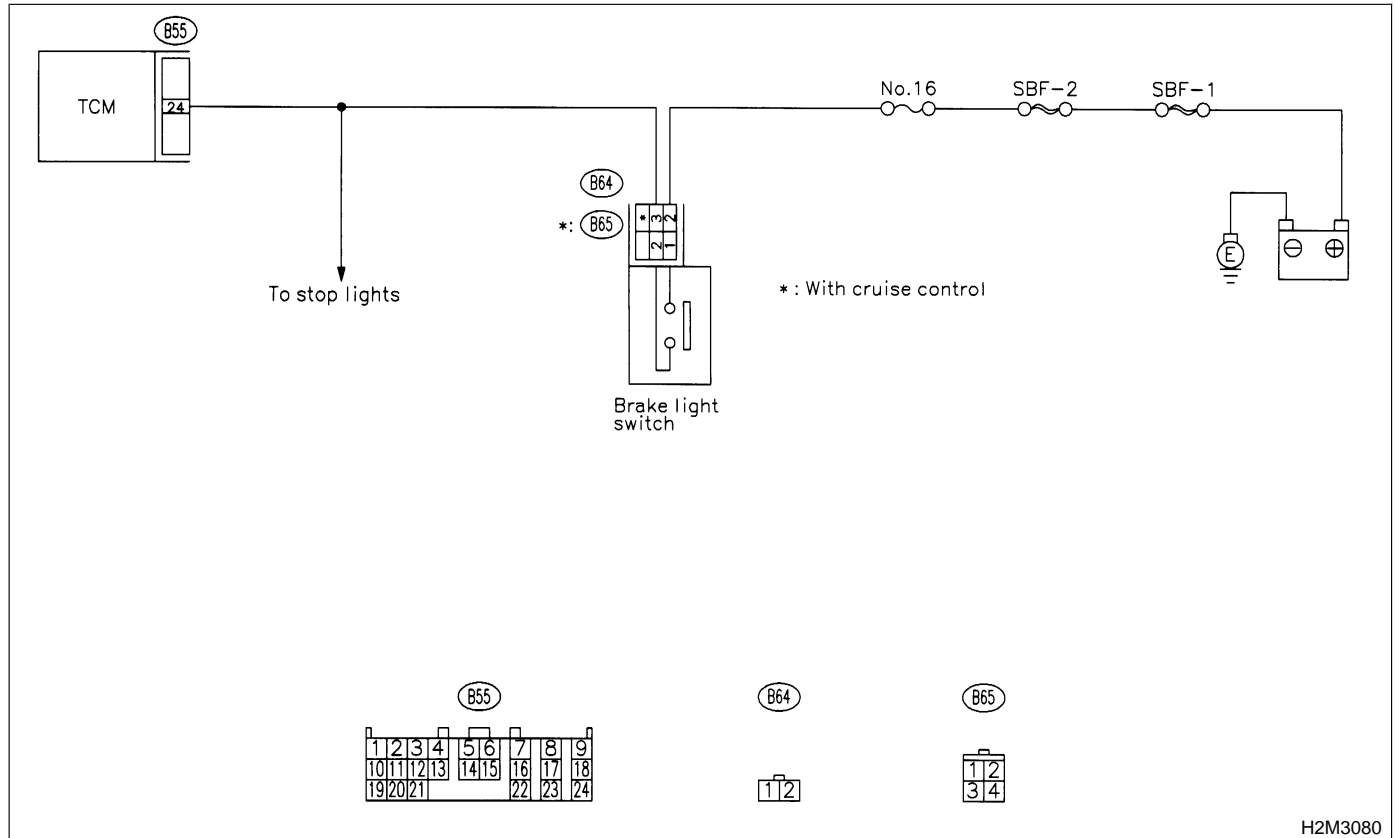 B55
TCM
24
No.16
SBF-2
SBF-1
B64
*: B65
* 3 2
2 1
E
⊖ ⊕
To stop lights
* : With cruise control
Brake light
switch
B55
B64
B65
1 2 3 4 5 6 7 8 9
10 11 12 13 14 15 16 17 18
19 20 21 22 23 24
1 2
1 2
3 4
H2M3080